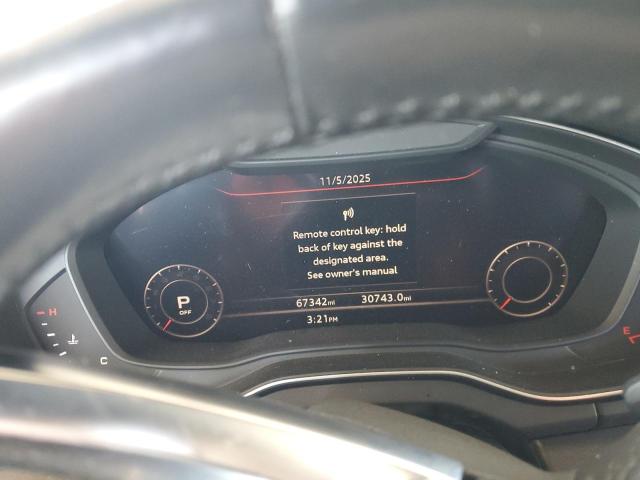 11/5/2025
Remote control key: hold
back of key against the
designated area.
See owner's manual
67342mi 30743.0mi
3:21PM
P
OFF
H
C
E